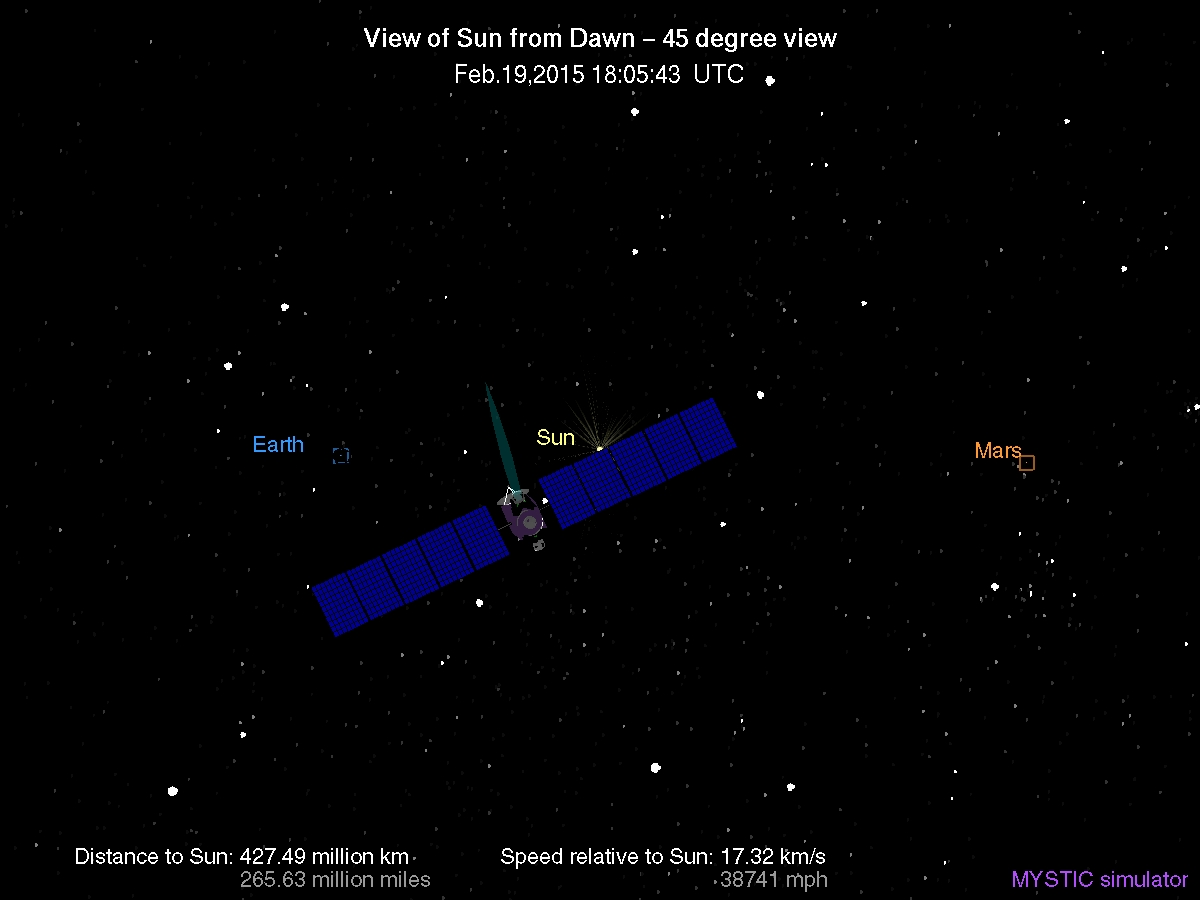 View of Sun from Dawn – 45 degree view
Feb.19,2015 18:05:43 UTC
Sun
Earth
Mars
Distance to Sun: 427.49 million km
265.63 million miles
Speed relative to Sun: 17.32 km/s
38741 mph
MYSTIC simulator